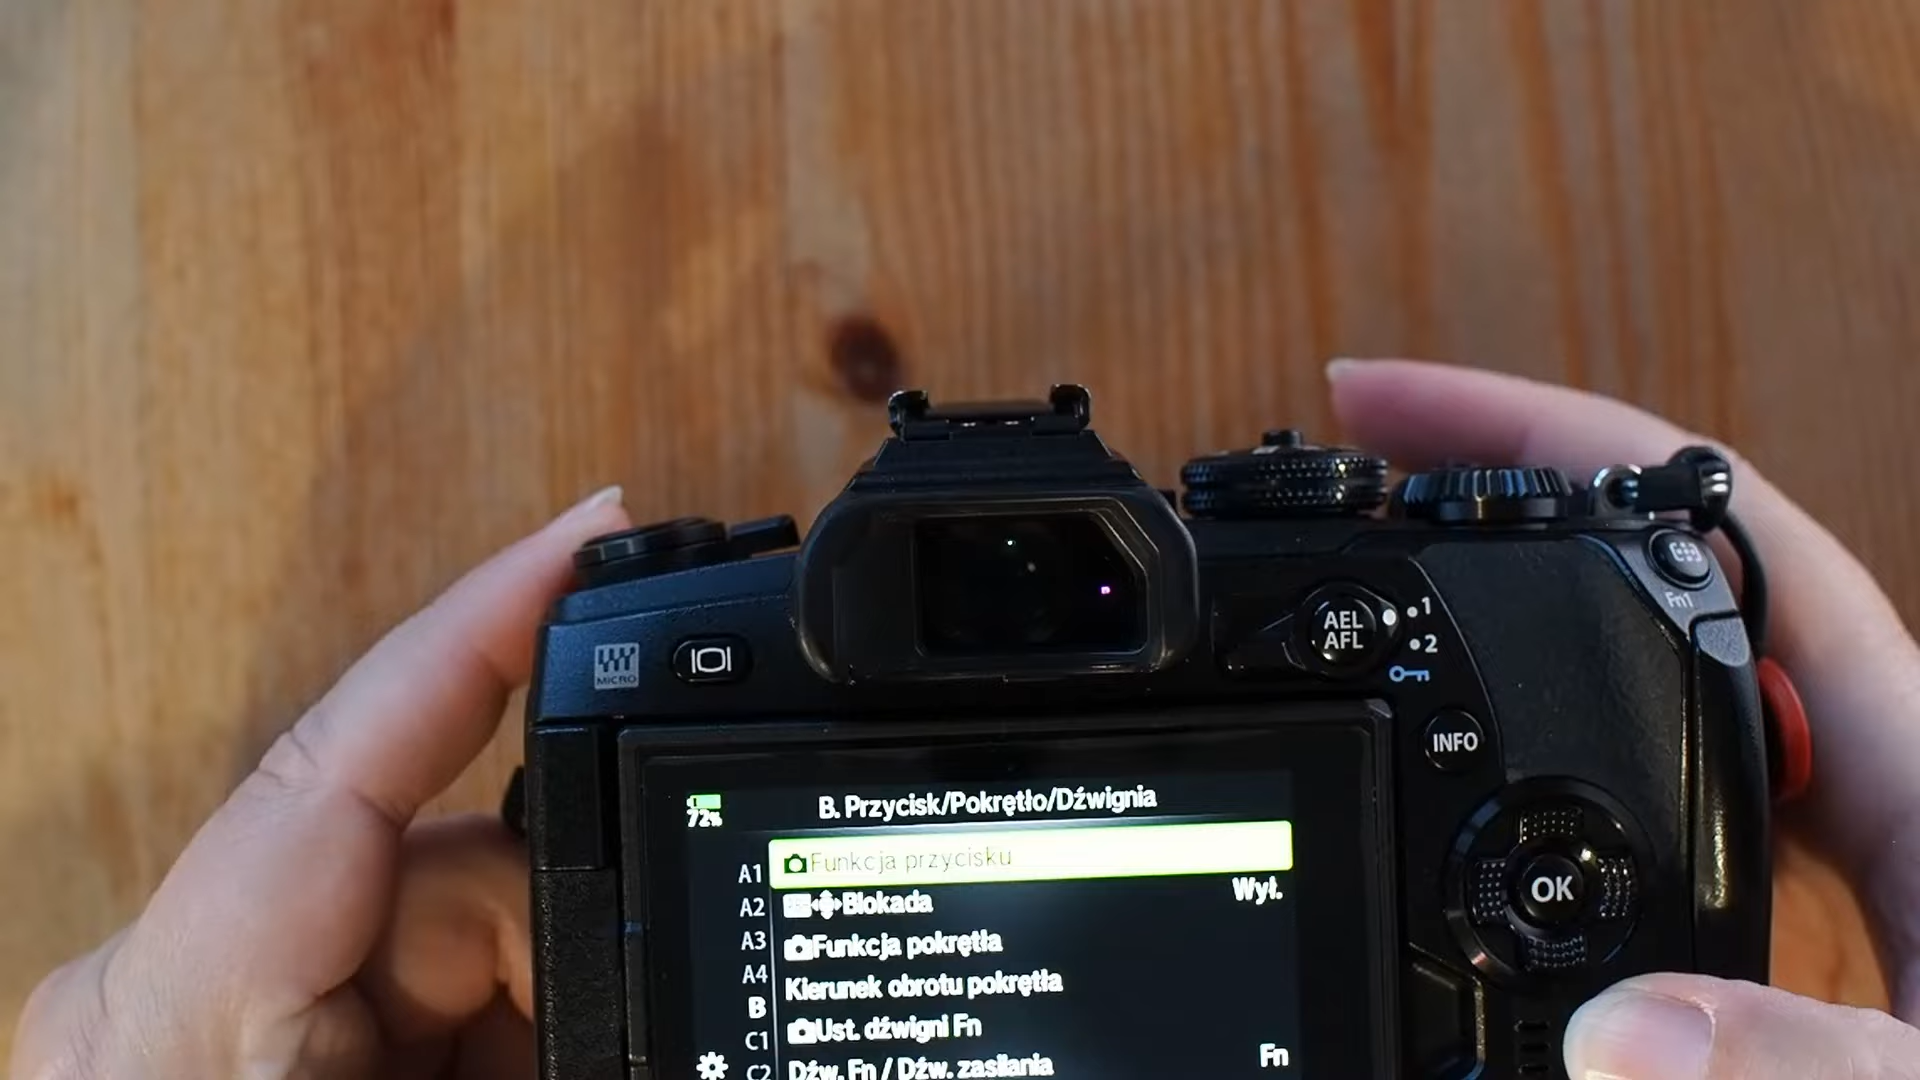 Fn1
AEL
AFL
1
2
MICRO
INFO
OK
72%
B. Przycisk/Pokrętło/Dźwignia
A1
A2
A3
A4
B
C1
C2
Funkcja przycisku
Blokada Wył.
Funkcja pokrętła
Kierunek obrotu pokrętła
Ust. dźwigni Fn
Dźw. Fn / Dźw. zasilania Fn